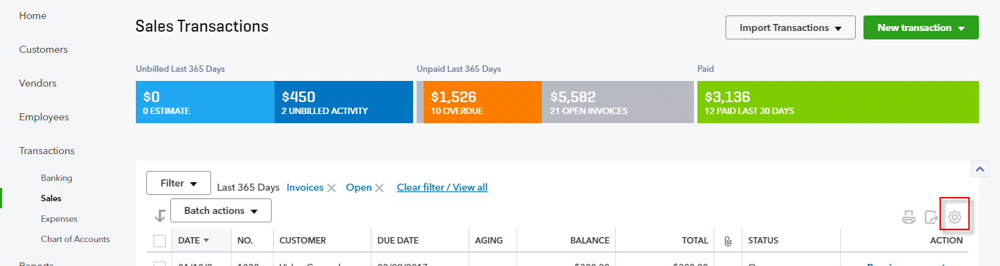 Home
Customers
Vendors
Employees
Transactions
Banking
Sales
Expenses
Chart of Accounts
Reports
Sales Transactions
Import Transactions
New transaction
Unbilled Last 365 Days
Unpaid Last 365 Days
Paid
$0
0 ESTIMATE
$450
2 UNBILLED ACTIVITY
$1,526
10 OVERDUE
$5,582
21 OPEN INVOICES
$3,136
12 PAID LAST 30 DAYS
Filter Last 365 Days Invoices Open Clear filter / View all
Batch actions
DATE NO. CUSTOMER DUE DATE AGING BALANCE TOTAL STATUS ACTION